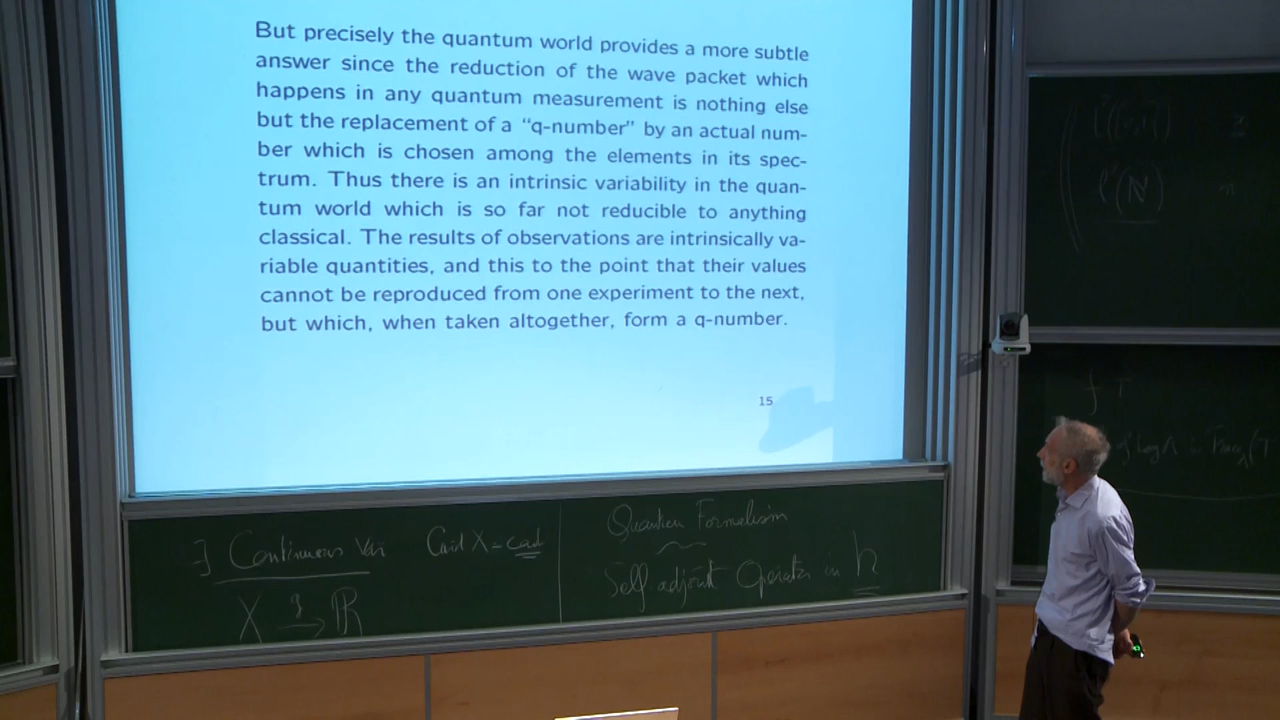 But precisely the quantum world provides a more subtle
answer since the reduction of the wave packet which
happens in any quantum measurement is nothing else
but the replacement of a “q-number” by an actual num-
ber which is chosen among the elements in its spec-
trum. Thus there is an intrinsic variability in the quan-
tum world which is so far not reducible to anything
classical. The results of observations are intrinsically va-
riable quantities, and this to the point that their values
cannot be reproduced from one experiment to the next,
but which, when taken altogether, form a q-number.
15
∃ Continuous Var
Card X =
X → ℝ
Quantum Formalism
Self adjoint Operator in h
ℓ²(ℕ) n
f T
Log Λ